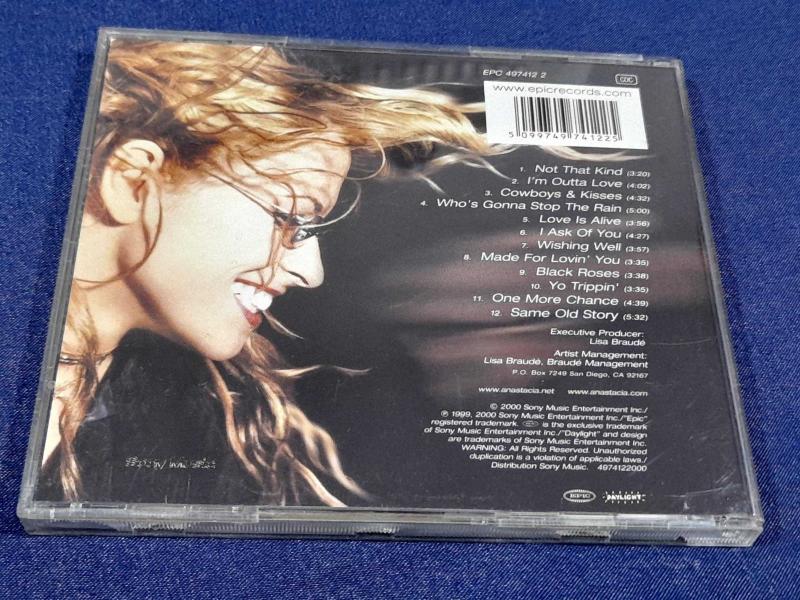 EPC 497412 2
CDC
www.epicrecords.com
5 099749 741225
1. Not That Kind (3:20)
2. I'm Outta Love (4:02)
3. Cowboys & Kisses (4:32)
4. Who's Gonna Stop The Rain (5:00)
5. Love Is Alive (3:56)
6. I Ask Of You (4:27)
7. Wishing Well (3:57)
8. Made For Lovin' You (3:35)
9. Black Roses (3:38)
10. Yo Trippin' (3:35)
11. One More Chance (4:39)
12. Same Old Story (5:32)
Executive Producer:
Lisa Braudé
Artist Management:
Lisa Braudé, Braudé Management
P.O. Box 7249 San Diego, CA 92167
www.anastacia.net www.anastacia.com
© 2000 Sony Music Entertainment Inc./
℗ 1999, 2000 Sony Music Entertainment Inc./"Epic"
registered trademark. is the exclusive trademark
of Sony Music Entertainment Inc./"Daylight" and design
are trademarks of Sony Music Entertainment Inc.
WARNING: All Rights Reserved. Unauthorized
duplication is a violation of applicable laws./
Distribution Sony Music. 4974122000
Sony Music
EPIC
DAYLIGHT